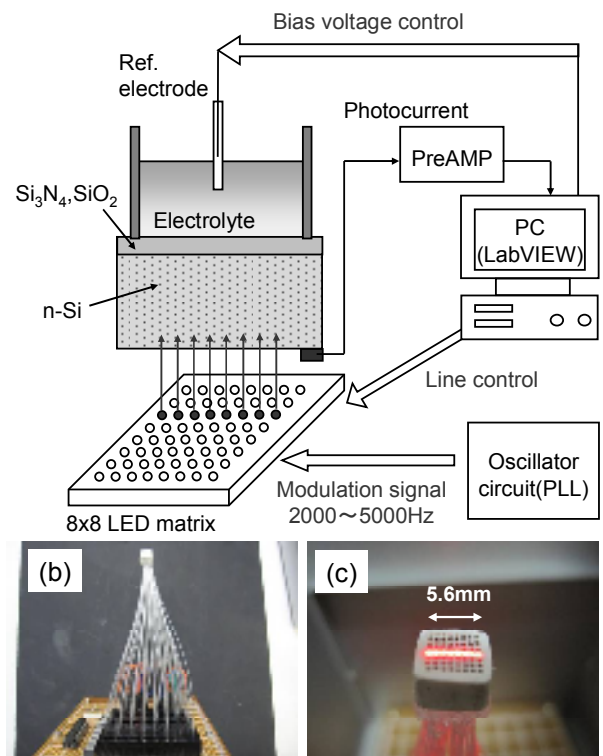 Bias voltage control
Ref.
electrode
Photocurrent
PreAMP
Si3N4,SiO2
Electrolyte
PC
(LabVIEW)
n-Si
Line control
Oscillator
circuit(PLL)
Modulation signal
2000～5000Hz
8x8 LED matrix
(b)
(c)
5.6mm